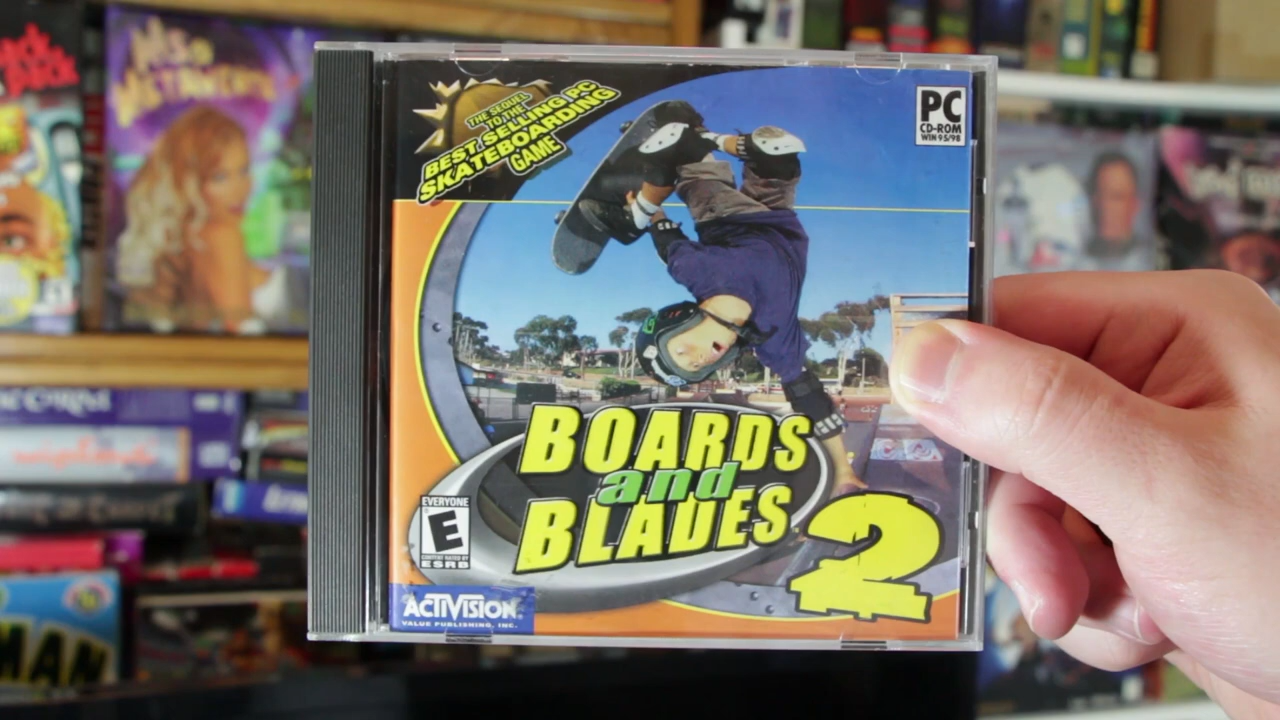 THE SEQUEL
TO THE
BEST SELLING PC
SKATEBOARDING
GAME
PC
CD-ROM
WIN 95/98
BOARDS
and
BLADES
2
EVERYONE
E
CONTENT RATED BY
ESRB
ACTIVISION
VALUE PUBLISHING, INC.
MAN